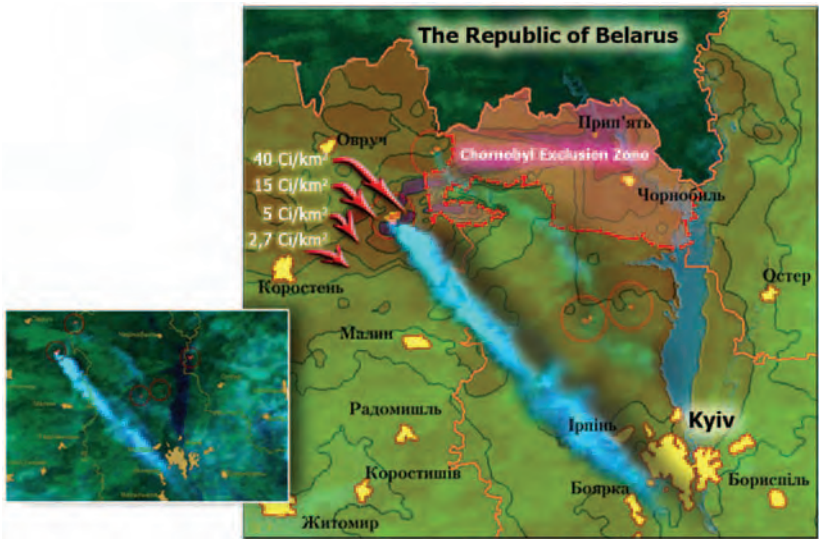 The Republic of Belarus
Прип'ять
Овруч
Chornobyl Exclusion Zone
40 Ci/km²
15 Ci/km²
Чорнобиль
5 Ci/km²
2,7 Ci/km²
Остер
Коростень
Малин
Радомишль
Ірпінь
Kyiv
Коростишів
Боярка
Бориспіль
Житомир